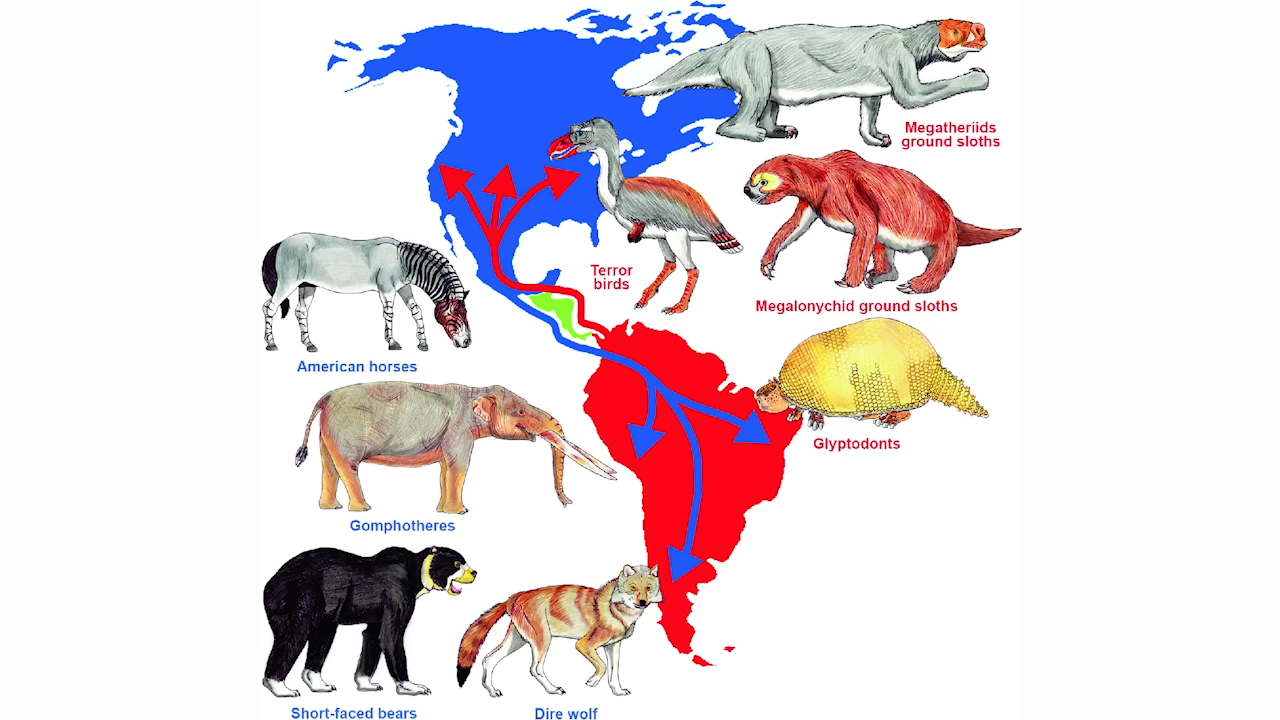 Megatheriids
ground sloths
Terror
birds
Megalonychid ground sloths
American horses
Glyptodonts
Gomphotheres
Short-faced bears
Dire wolf